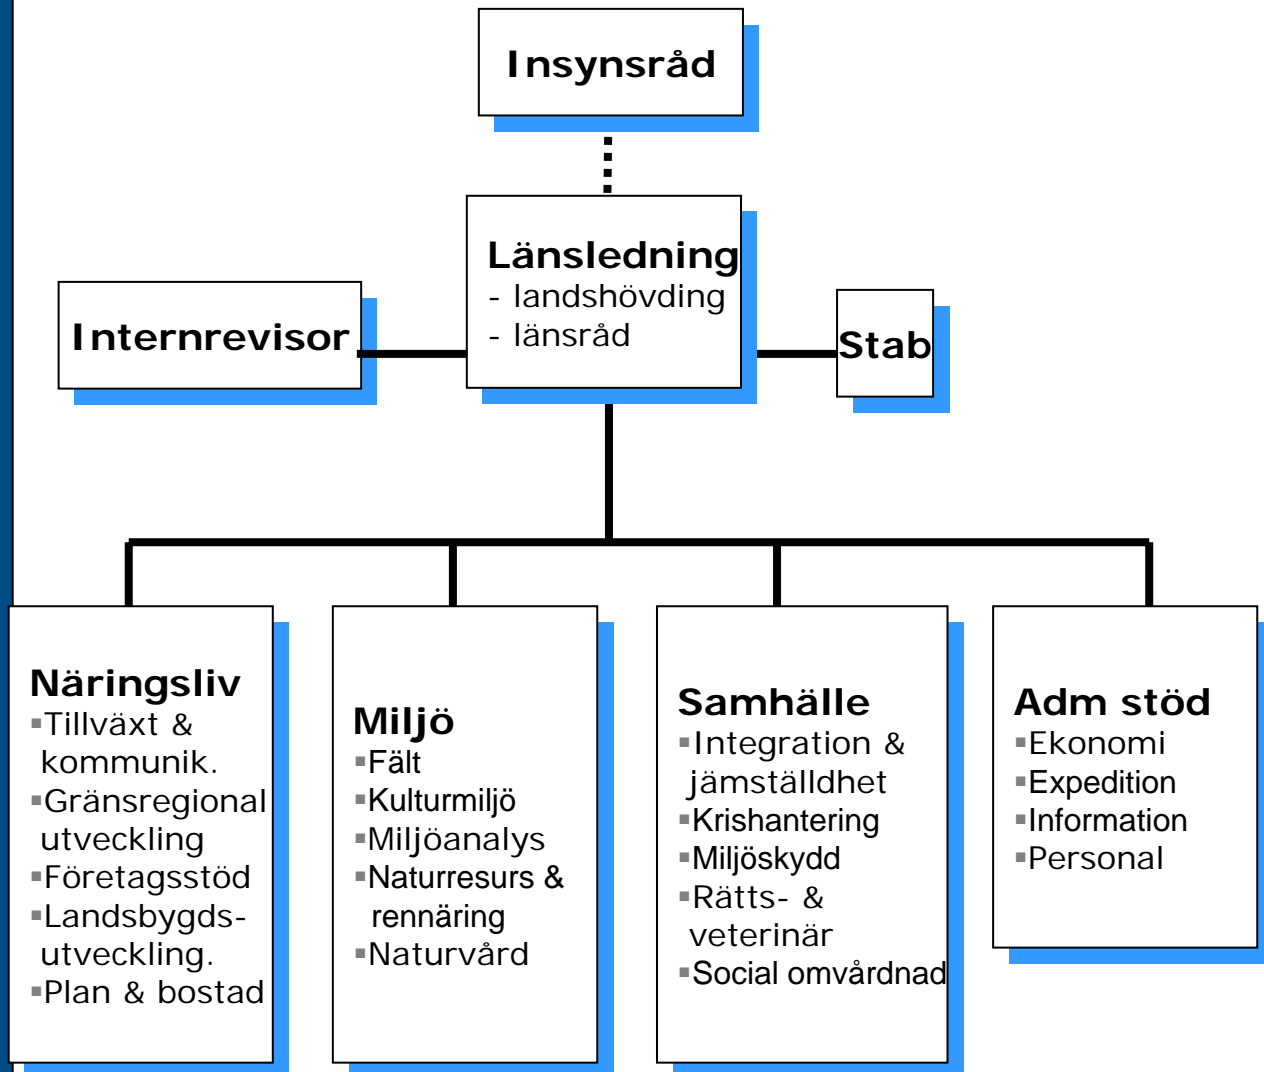 Insynsråd
Länsledning
- landshövding
- länsråd
Internrevisor
Stab
Näringsliv
▪Tillväxt &
kommunik.
▪Gränsregional
utveckling
▪Företagsstöd
▪Landsbygds-
utveckling.
▪Plan & bostad
Miljö
▪Fält
▪Kulturmiljö
▪Miljöanalys
▪Naturresurs &
rennäring
▪Naturvård
Samhälle
▪Integration &
jämställdhet
▪Krishantering
▪Miljöskydd
▪Rätts- &
veterinär
▪Social omvårdnad
Adm stöd
▪Ekonomi
▪Expedition
▪Information
▪Personal